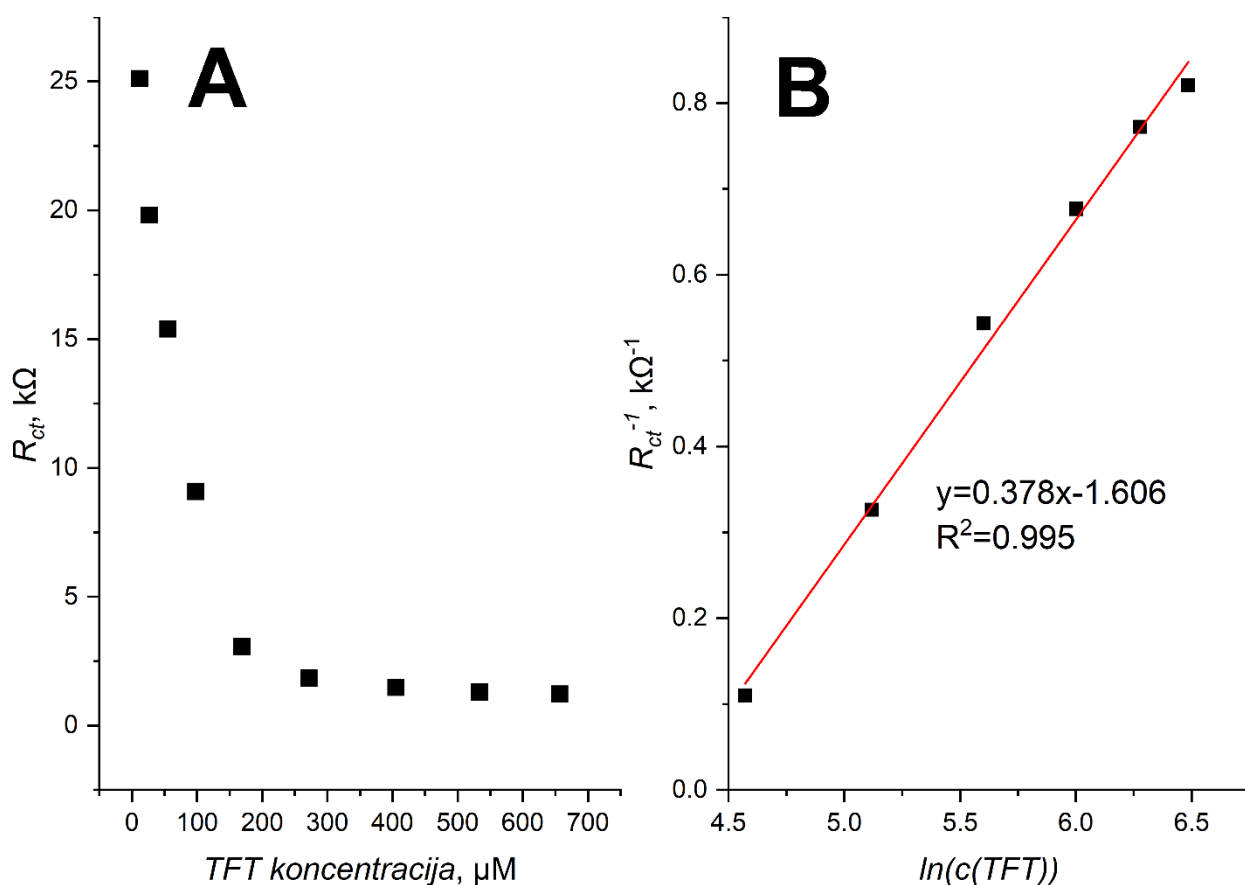 A
25
20
15
10
5
0
R_ct, kΩ
0 100 200 300 400 500 600 700
TFT koncentracija, μM
B
0.8
0.6
0.4
0.2
0.0
R_ct^-1, kΩ^-1
y=0.378x-1.606
R²=0.995
4.5 5.0 5.5 6.0 6.5
ln(c(TFT))